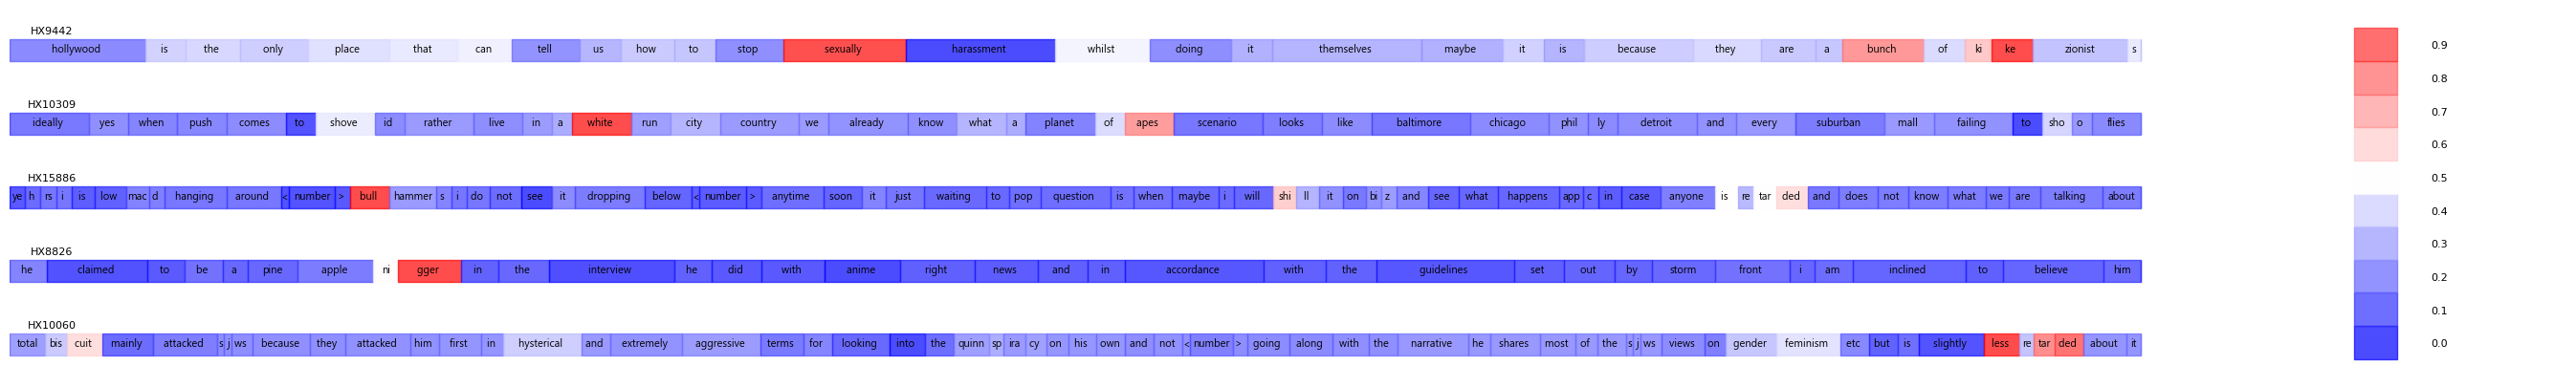 HX9442
hollywood is the only place that can tell us how to stop sexually harassment whilst doing it themselves maybe it is because they are a bunch of ki ke zionist s
HX10309
ideally yes when push comes to shove id rather live in a white run city country we already know what a planet of apes scenario looks like baltimore chicago phil ly detroit and every suburban mall failing to sho o flies
HX15886
ye h rs i is low mac d hanging around < number > bull hammer s i do not see it dropping below < number > anytime soon it just waiting to pop question is when maybe i will shi ll it on bi z and see what happens app c in case anyone is re tar ded and does not know what we are talking about
HX8826
he claimed to be a pine apple ni gger in the interview he did with anime right news and in accordance with the guidelines set out by storm front i am inclined to believe him
HX10060
total bis cuit mainly attacked s j ws because they attacked him first in hysterical and extremely aggressive terms for looking into the quinn sp ira cy on his own and not < number > going along with the narrative he shares most of the s j ws views on gender feminism etc but is slightly less re tar ded about it
0.9
0.8
0.7
0.6
0.5
0.4
0.3
0.2
0.1
0.0